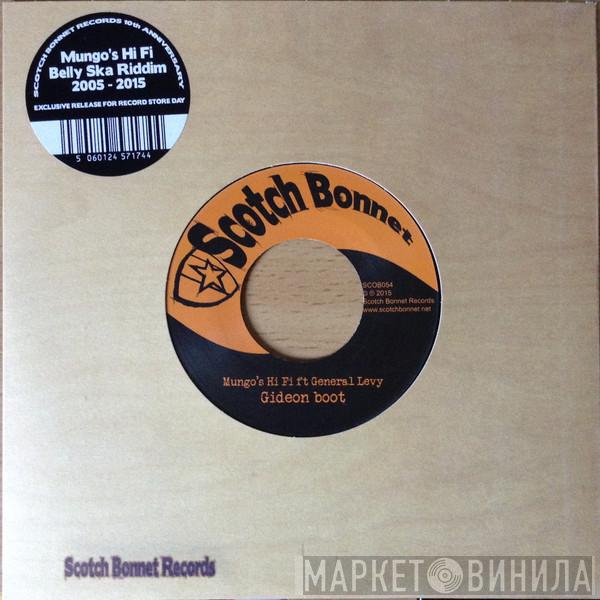 SCOTCH BONNET RECORDS 10th ANNIVERSARY
Mungo's Hi Fi
Belly Ska Riddim
2005 - 2015
EXCLUSIVE RELEASE FOR RECORD STORE DAY
5 060124 571744
Scotch Bonnet
SCOB054
© ℗ 2015
Scotch Bonnet Records
www.scotchbonnet.net
Mungo's Hi Fi ft General Levy
Gideon boot
Scotch Bonnet Records
МАРКЕТ ВИНИЛА